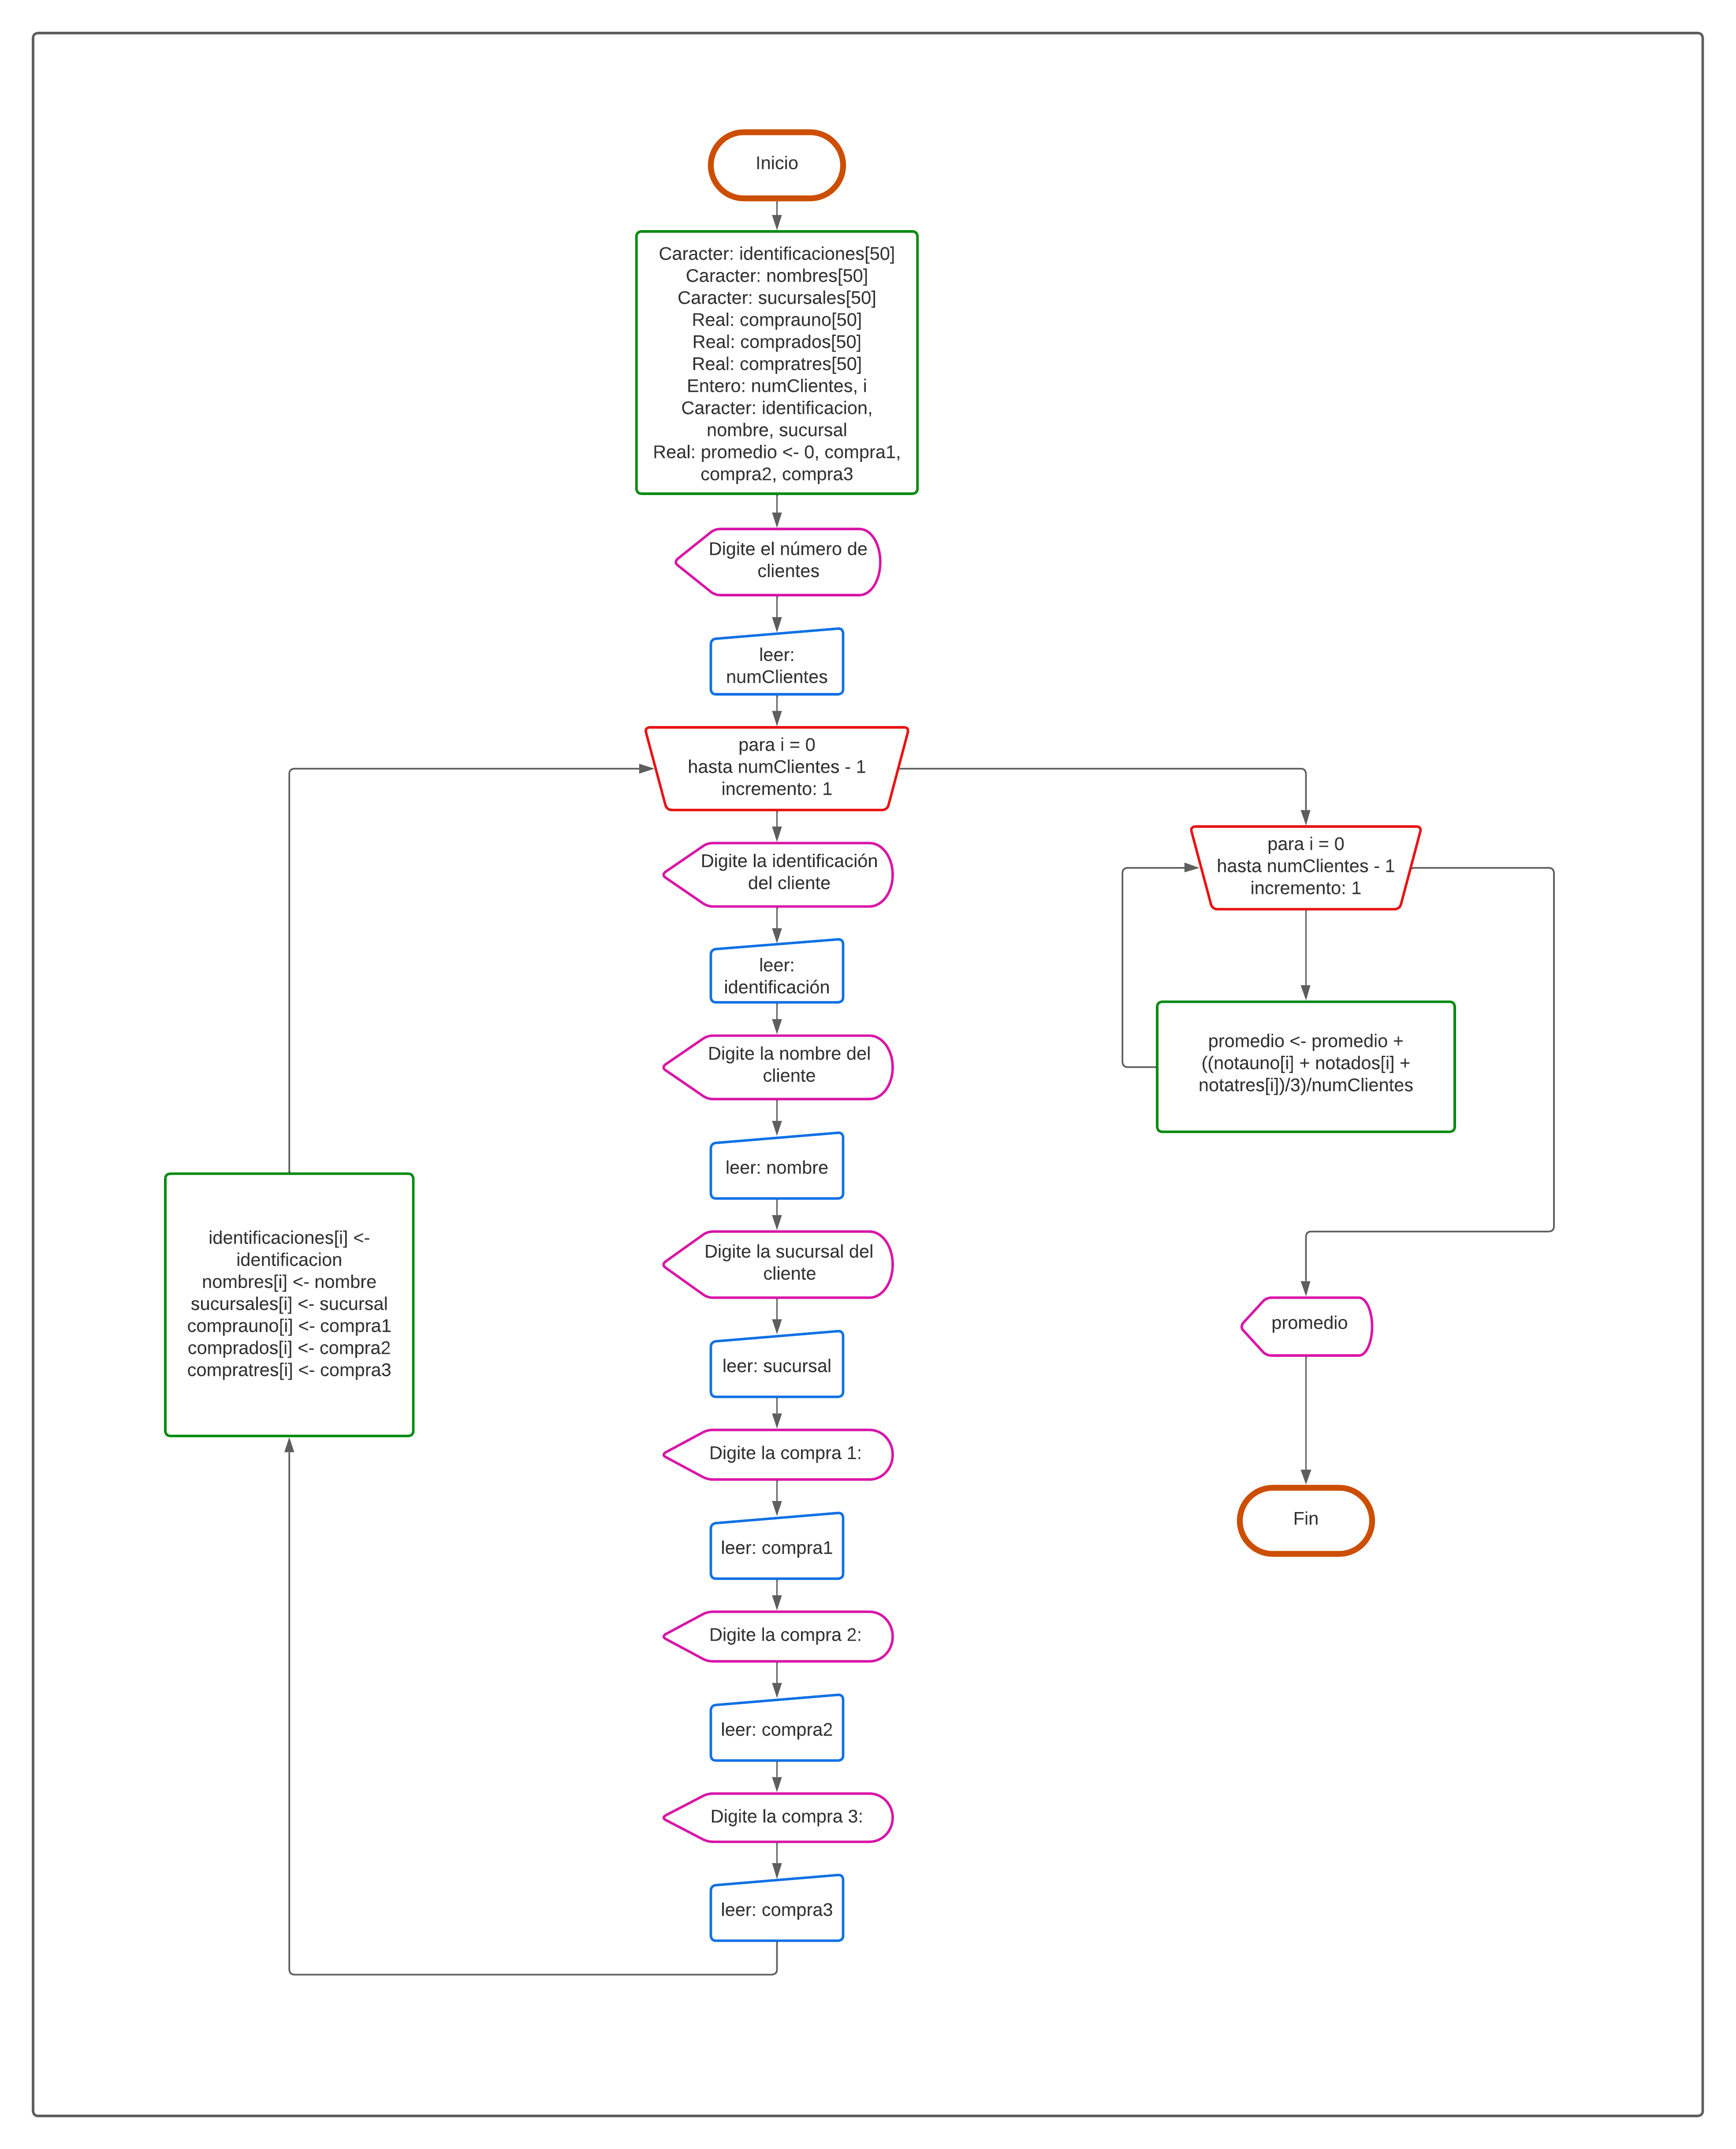 Inicio
Caracter: identificaciones[50]
Caracter: nombres[50]
Caracter: sucursales[50]
Real: comprauno[50]
Real: comprados[50]
Real: compratres[50]
Entero: numClientes, i
Caracter: identificacion,
nombre, sucursal
Real: promedio <- 0, compra1,
compra2, compra3
Digite el número de
clientes
leer:
numClientes
para i = 0
hasta numClientes - 1
incremento: 1
Digite la identificación
del cliente
leer:
identificación
Digite la nombre del
cliente
leer: nombre
Digite la sucursal del
cliente
leer: sucursal
Digite la compra 1:
leer: compra1
Digite la compra 2:
leer: compra2
Digite la compra 3:
leer: compra3
identificaciones[i] <-
identificacion
nombres[i] <- nombre
sucursales[i] <- sucursal
comprauno[i] <- compra1
comprados[i] <- compra2
compratres[i] <- compra3
para i = 0
hasta numClientes - 1
incremento: 1
promedio <- promedio +
((notauno[i] + notados[i] +
notatres[i])/3)/numClientes
promedio
Fin